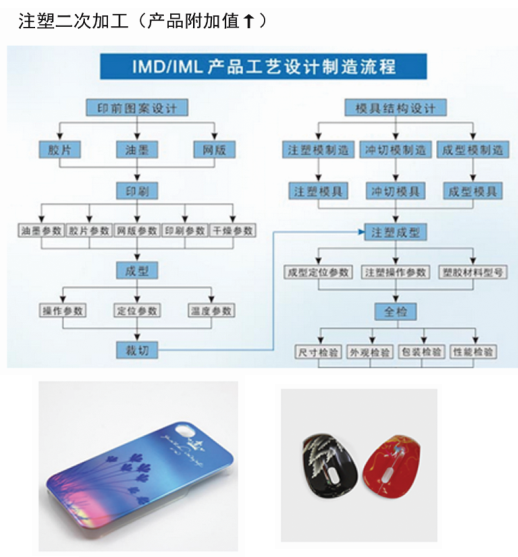 注塑二次加工（产品附加值↑）
IMD/IML 产品工艺设计制造流程
印前图案设计
胶片 油墨 网版
印刷
油墨参数 胶片参数 网版参数 印刷参数 干燥参数
成型
操作参数 定位参数 温度参数
裁切
模具结构设计
注塑模制造 冲切模制造 成型模制造
注塑模具 冲切模具 成型模具
注塑成型
成型定位参数 注塑操作参数 塑胶材料型号
全检
尺寸检验 外观检验 包装检验 性能检验